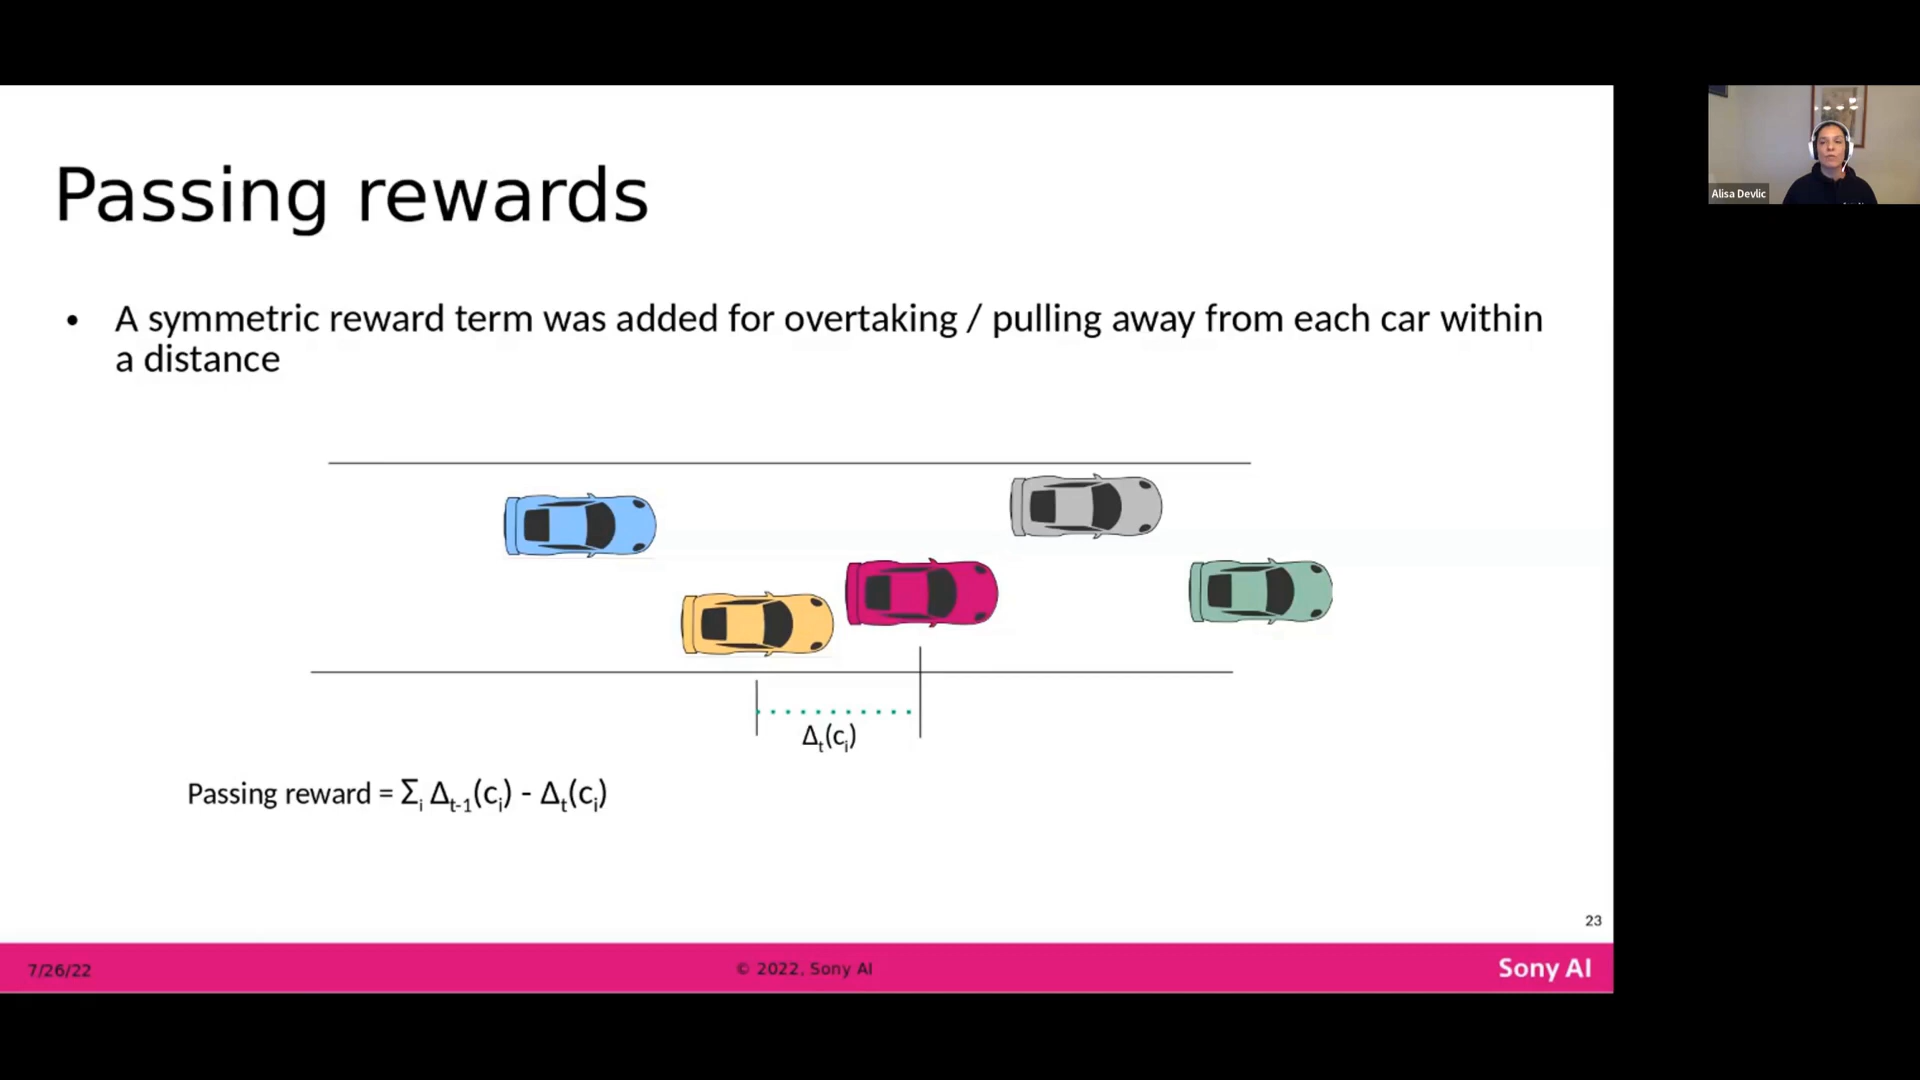 Passing rewards
• A symmetric reward term was added for overtaking / pulling away from each car within
a distance
Δt(ci)
Passing reward = Σi Δt-1(ci) - Δt(ci)
23
7/26/22
© 2022, Sony AI
Sony AI
Alisa Devlic